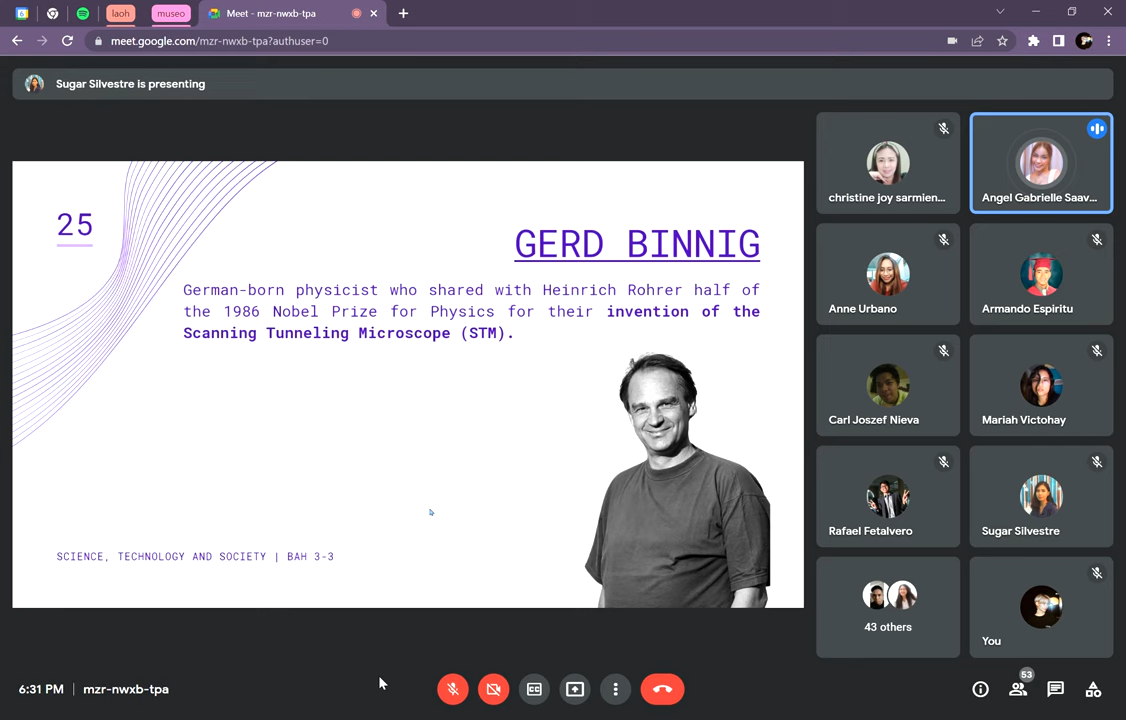 laoh
museo
Meet - mzr-nwxb-tpa
meet.google.com/mzr-nwxb-tpa?authuser=0
Sugar Silvestre is presenting
25
GERD BINNIG
German-born physicist who shared with Heinrich Rohrer half of
the 1986 Nobel Prize for Physics for their invention of the
Scanning Tunneling Microscope (STM).
SCIENCE, TECHNOLOGY AND SOCIETY | BAH 3-3
christine joy sarmien...
Angel Gabrielle Saav...
Anne Urbano
Armando Espiritu
Carl Joszef Nieva
Mariah Victohay
Rafael Fetalvero
Sugar Silvestre
43 others
You
6:31 PM | mzr-nwxb-tpa
53